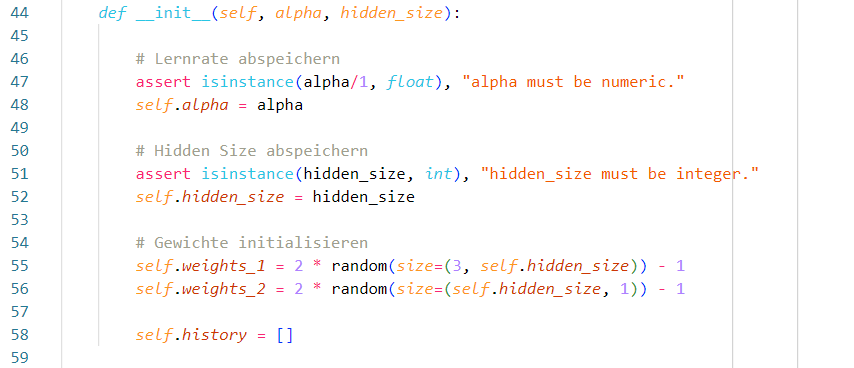 44 def __init__(self, alpha, hidden_size):
45
46 # Lernrate abspeichern
47 assert isinstance(alpha/1, float), "alpha must be numeric."
48 self.alpha = alpha
49
50 # Hidden Size abspeichern
51 assert isinstance(hidden_size, int), "hidden_size must be integer."
52 self.hidden_size = hidden_size
53
54 # Gewichte initialisieren
55 self.weights_1 = 2 * random(size=(3, self.hidden_size)) - 1
56 self.weights_2 = 2 * random(size=(self.hidden_size, 1)) - 1
57
58 self.history = []
59